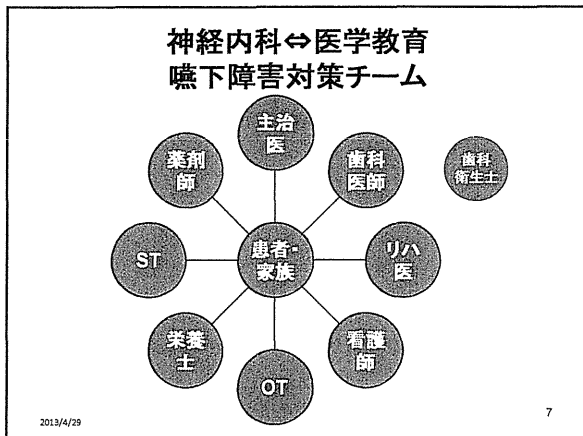 神経内科⇔医学教育
嚥下障害対策チーム
主治
医
薬剤
師
歯科
医師
歯科
衛生士
ST
患者・
家族
リハ
医
栄養
士
看護
師
OT
2013/4/29
7